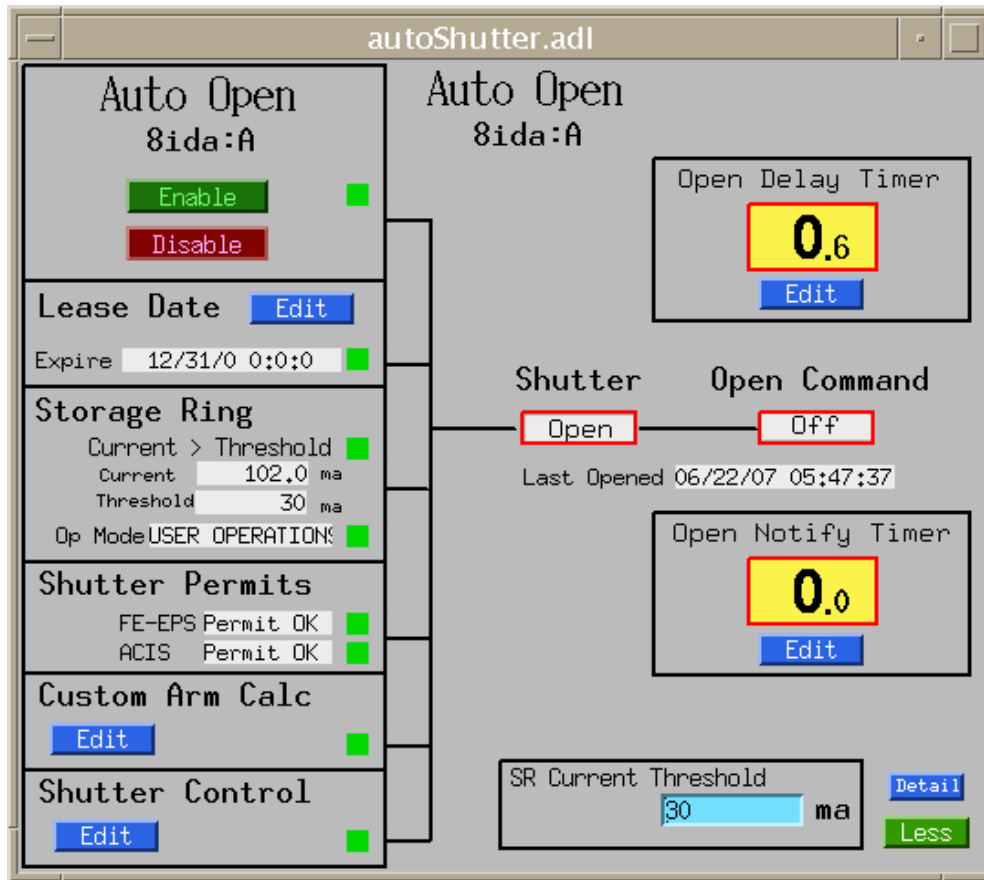 autoShutter.adl
Auto Open
8ida:A
Enable
Disable
Lease Date Edit
Expire 12/31/0 0:0:0
Storage Ring
Current > Threshold
Current 102.0 ma
Threshold 30 ma
Op Mode USER OPERATIONS
Shutter Permits
FE-EPS Permit OK
ACIS Permit OK
Custom Arm Calc
Edit
Shutter Control
Edit
Auto Open
8ida:A
Open Delay Timer
0.6
Edit
Shutter Open Command
Open Off
Last Opened 06/22/07 05:47:37
Open Notify Timer
0.0
Edit
SR Current Threshold
30 ma
Detail
Less